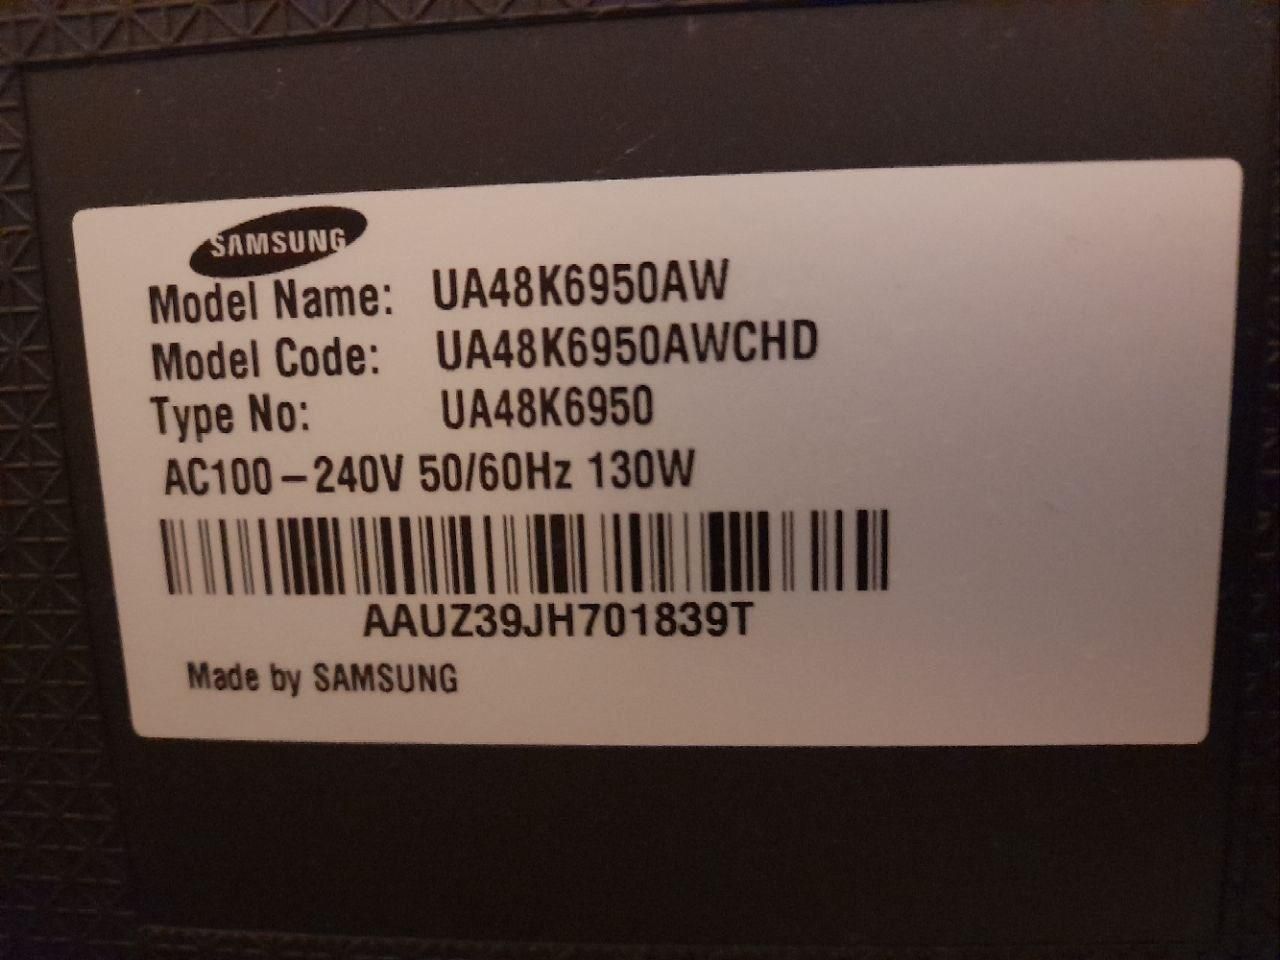 SAMSUNG
Model Name: UA48K6950AW
Model Code: UA48K6950AWCHD
Type No: UA48K6950
AC100-240V 50/60Hz 130W
AAUZ39JH701839T
Made by SAMSUNG